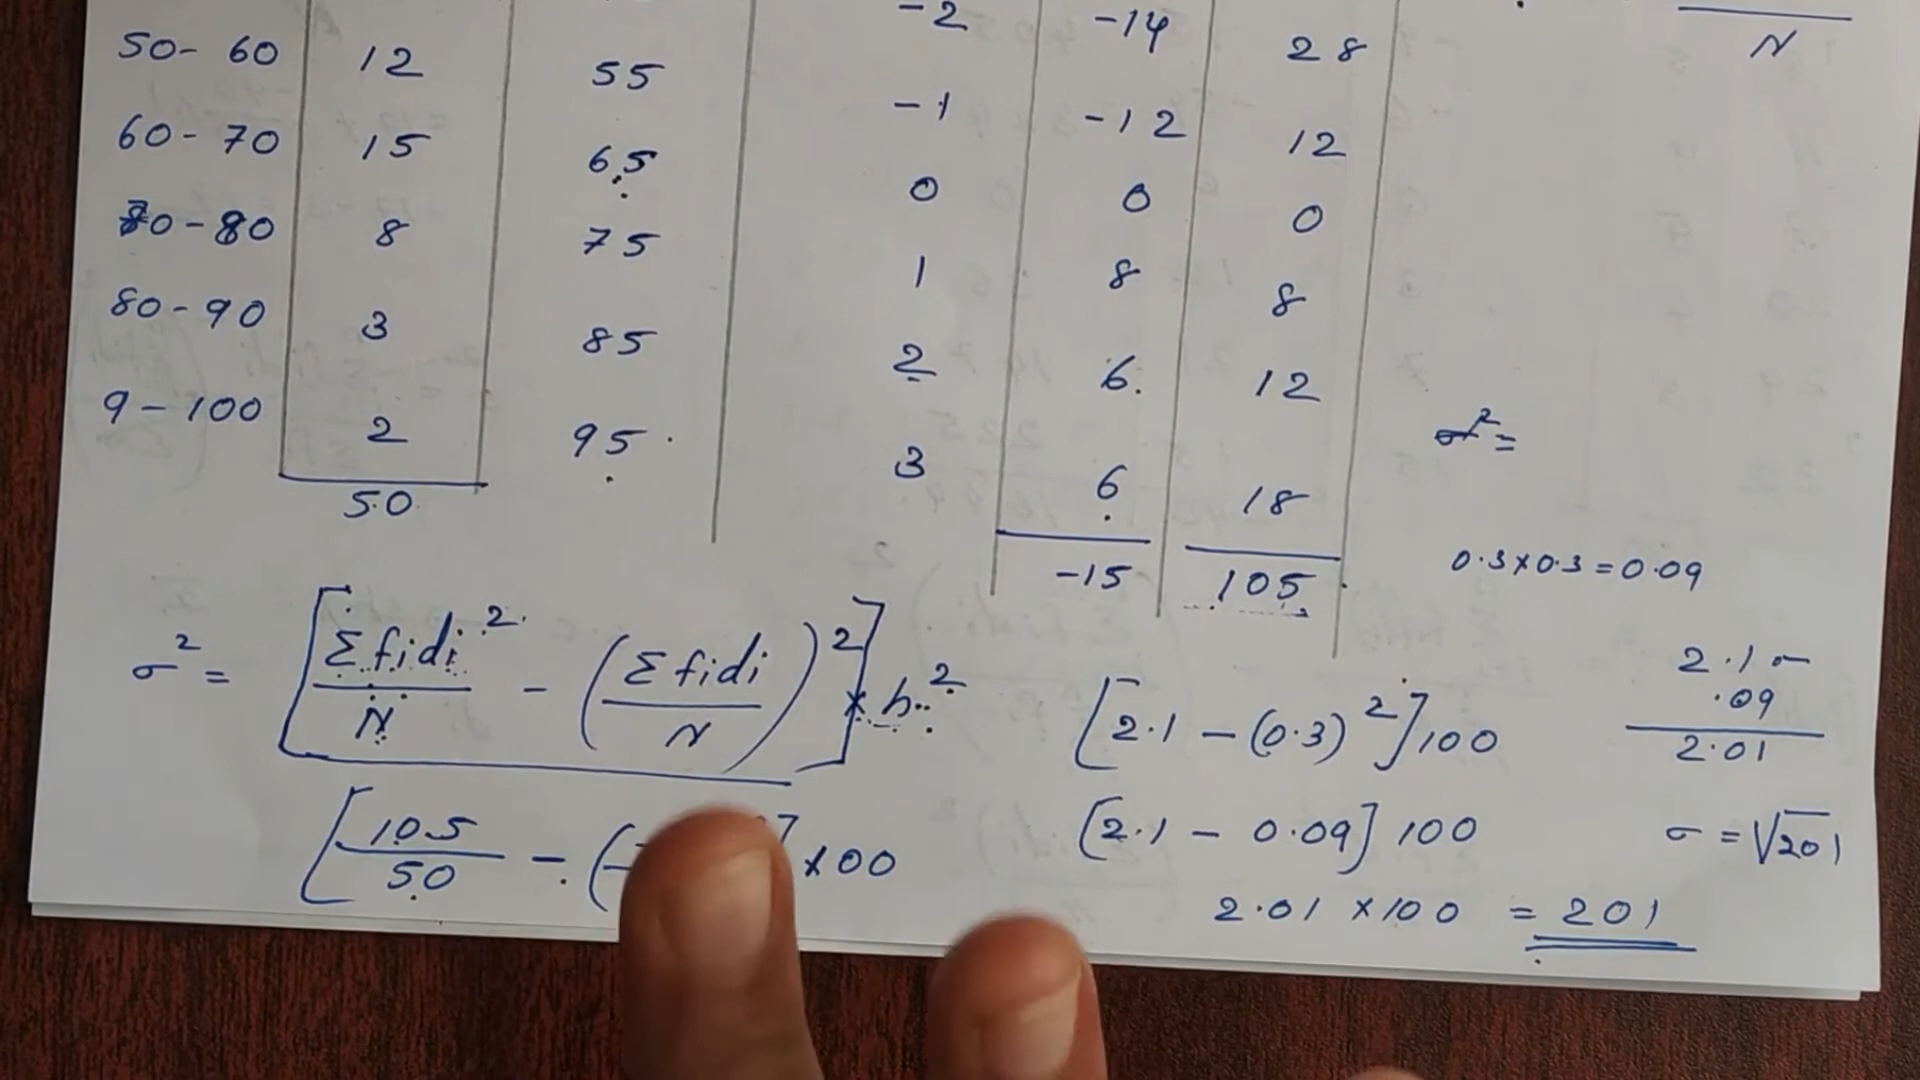 -2 -14 28 N
50- 60 12 55 -1 -12 12
60- 70 15 65 0 0 0
70-80 8 75 1 8 8
80-90 3 85 2 6 12
9-100 2 95 3 6 18
50 -15 105
σ² =
0.3×0.3=0.09
σ² = [Σfidi²/N - (Σfidi/N)²] × h²
[105/50 - ( ] ×100
[2.1 - (0.3)²]100
[2.1 - 0.09] 100
2.01 ×100 = 201
2.1 -
.09
2.01
σ = √201